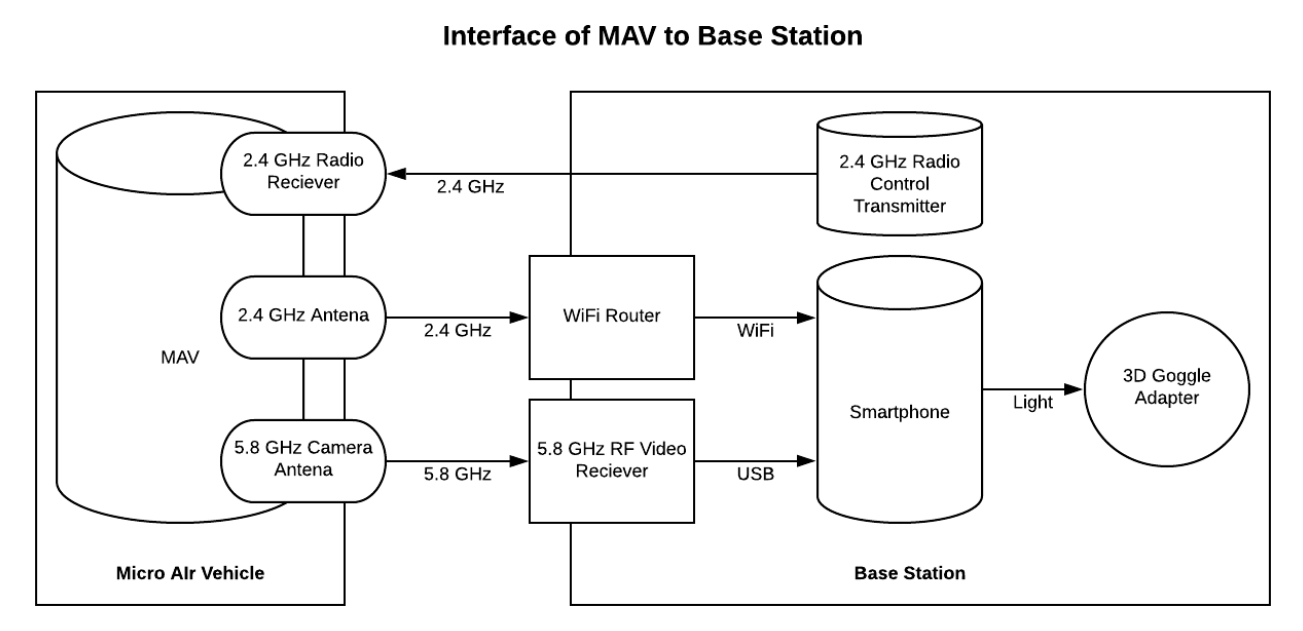 Interface of MAV to Base Station
2.4 GHz Radio
Reciever
2.4 GHz
2.4 GHz Radio
Control
Transmitter
2.4 GHz Antena
2.4 GHz
WiFi Router
WiFi
MAV
5.8 GHz Camera
Antena
5.8 GHz
5.8 GHz RF Video
Reciever
USB
Smartphone
Light
3D Goggle
Adapter
Micro AIr Vehicle
Base Station